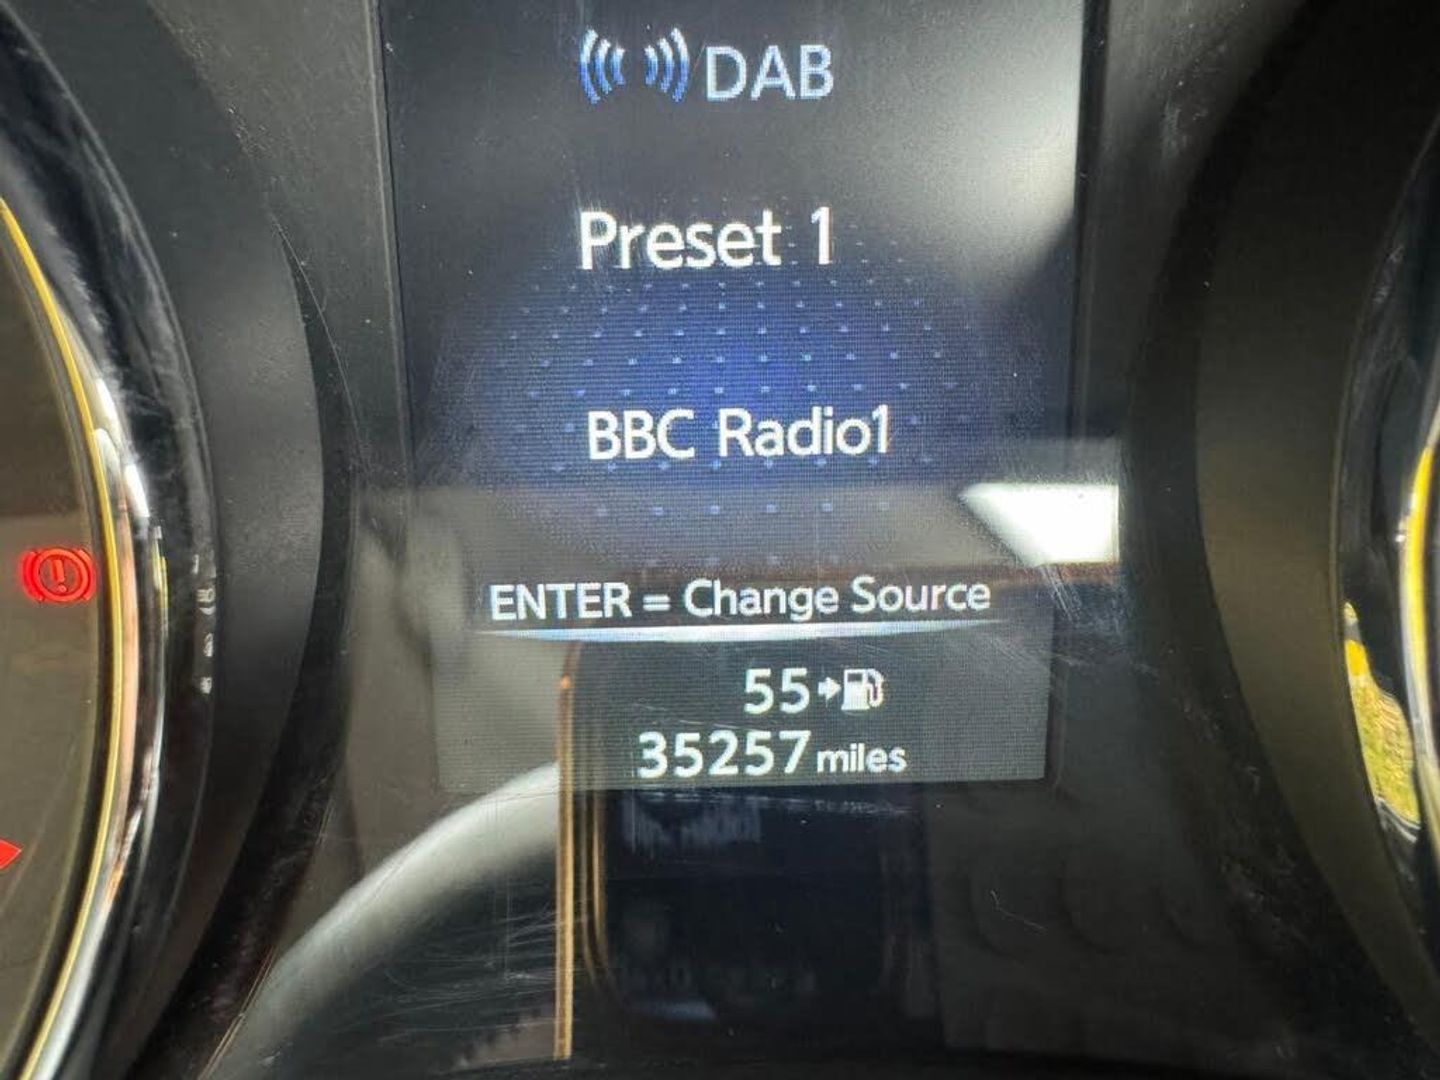 DAB
Preset 1
BBC Radio1
ENTER = Change Source
55
35257 miles